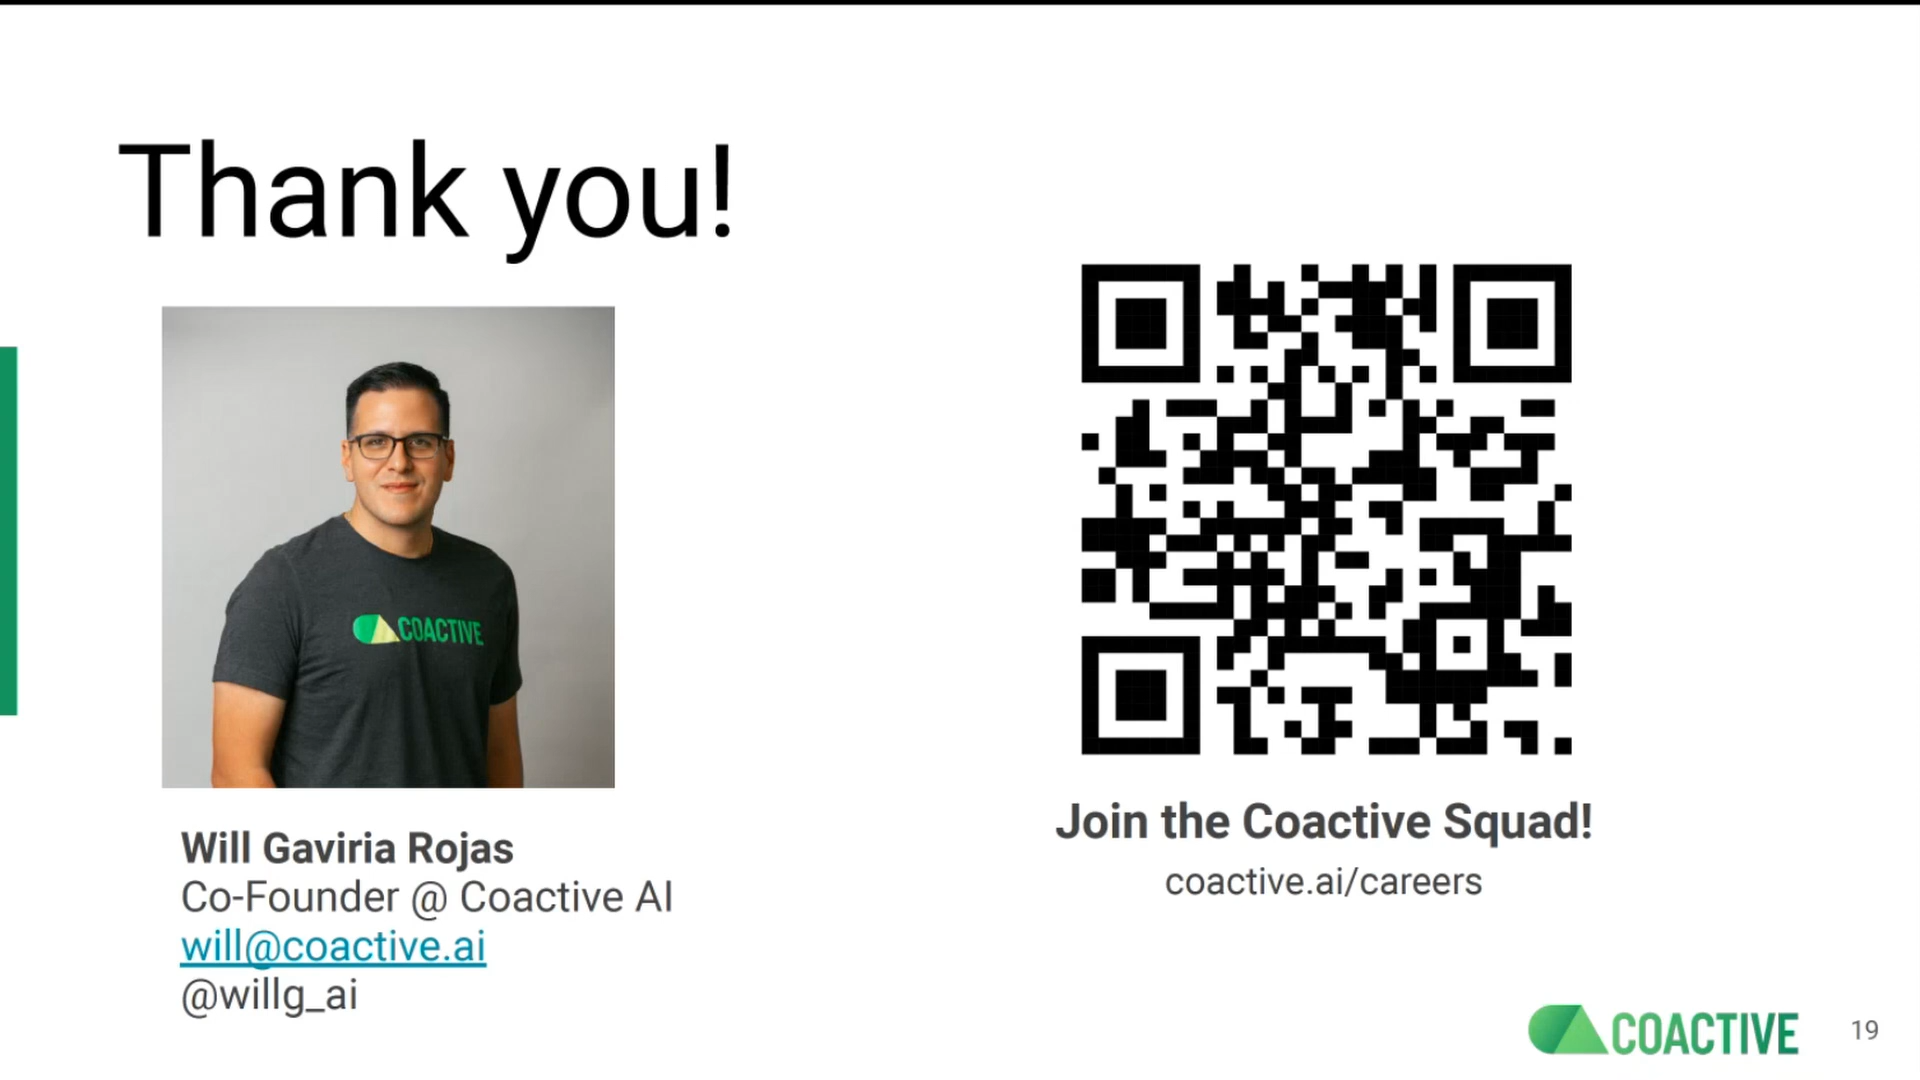 Thank you!
COACTIVE
Will Gaviria Rojas
Co-Founder @ Coactive AI
will@coactive.ai
@willg_ai
Join the Coactive Squad!
coactive.ai/careers
COACTIVE
19